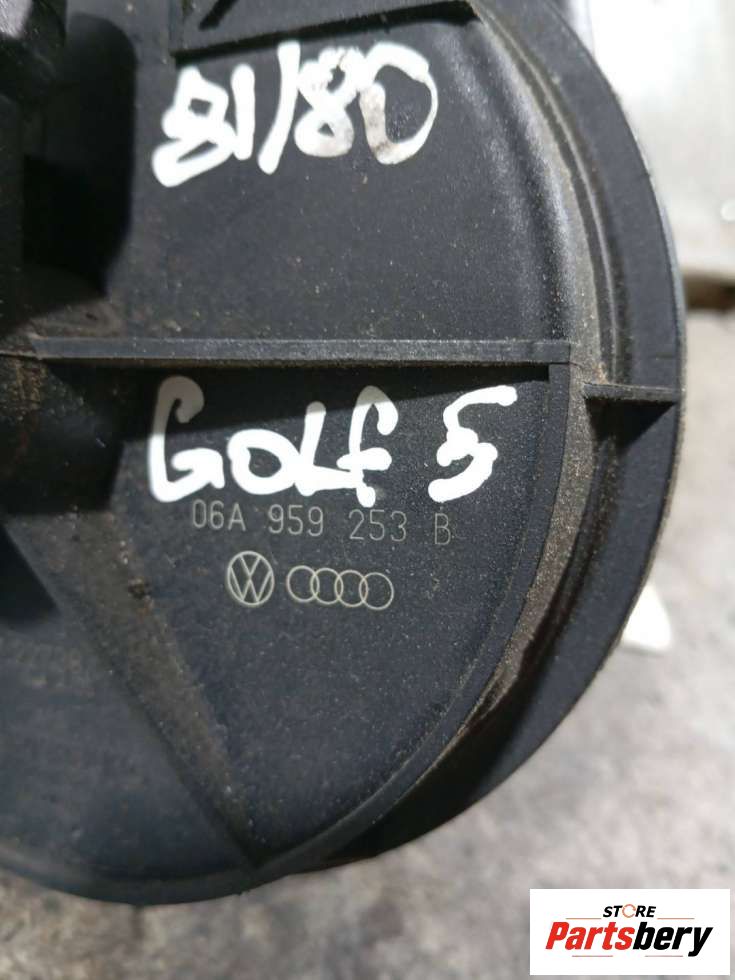 81/80
GOLF 5
06A 959 253 B
STORE
Partsbery